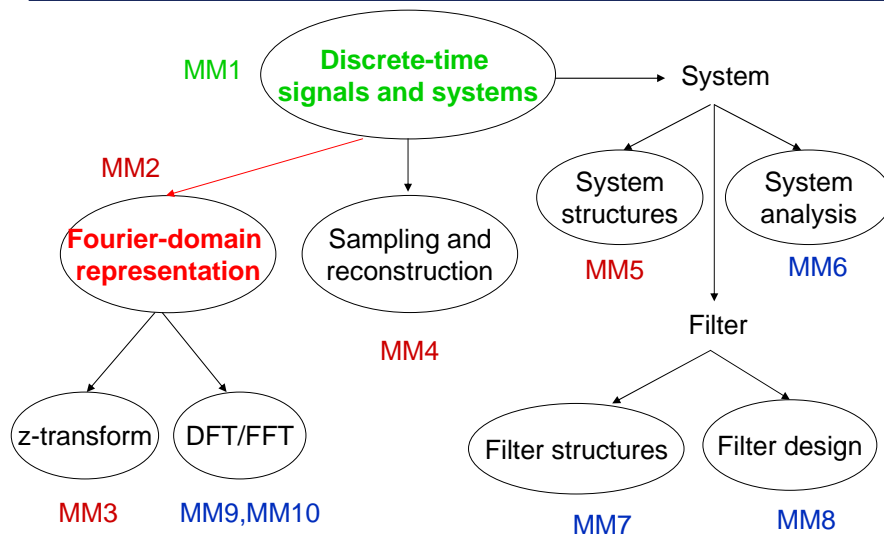 MM1
Discrete-time
signals and systems
System
MM2
System
structures
System
analysis
Fourier-domain
representation
Sampling and
reconstruction
MM5
MM6
Filter
MM4
z-transform
DFT/FFT
Filter structures
Filter design
MM3
MM9,MM10
MM7
MM8